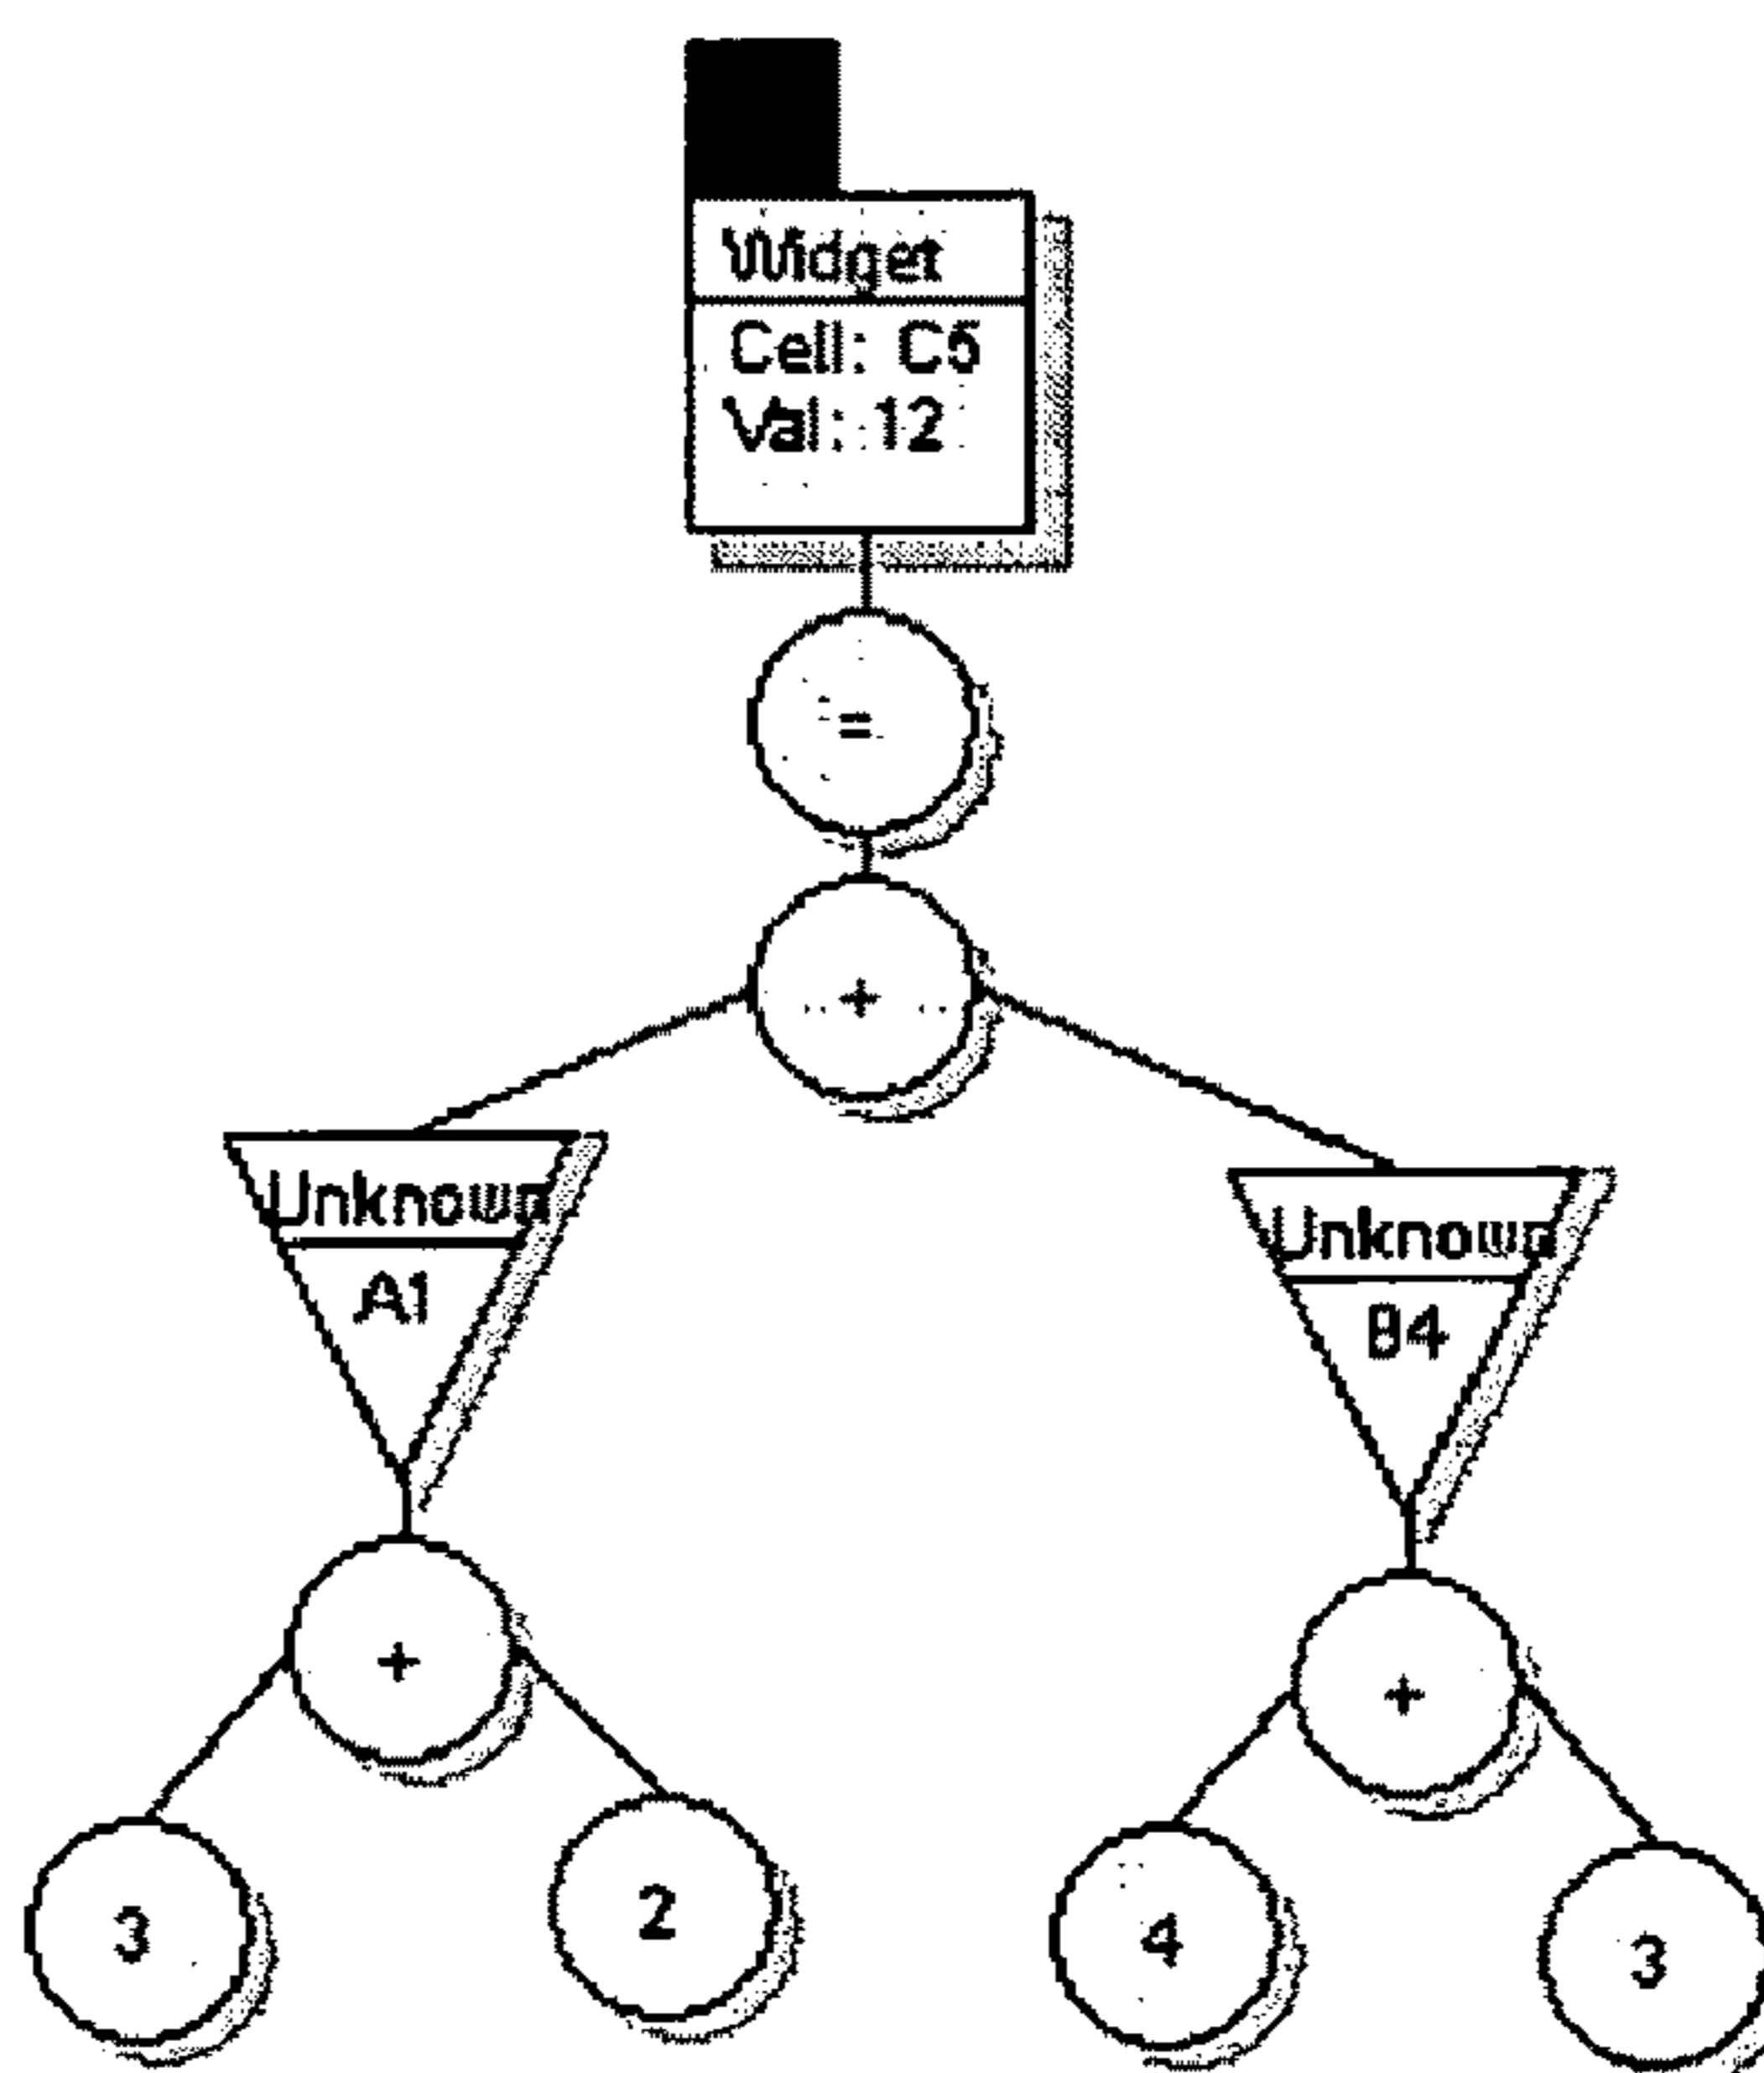 Widget
Cell: C5
Val: 12
=
+
Unknown
A1
Unknown
B4
+
+
3
2
4
3